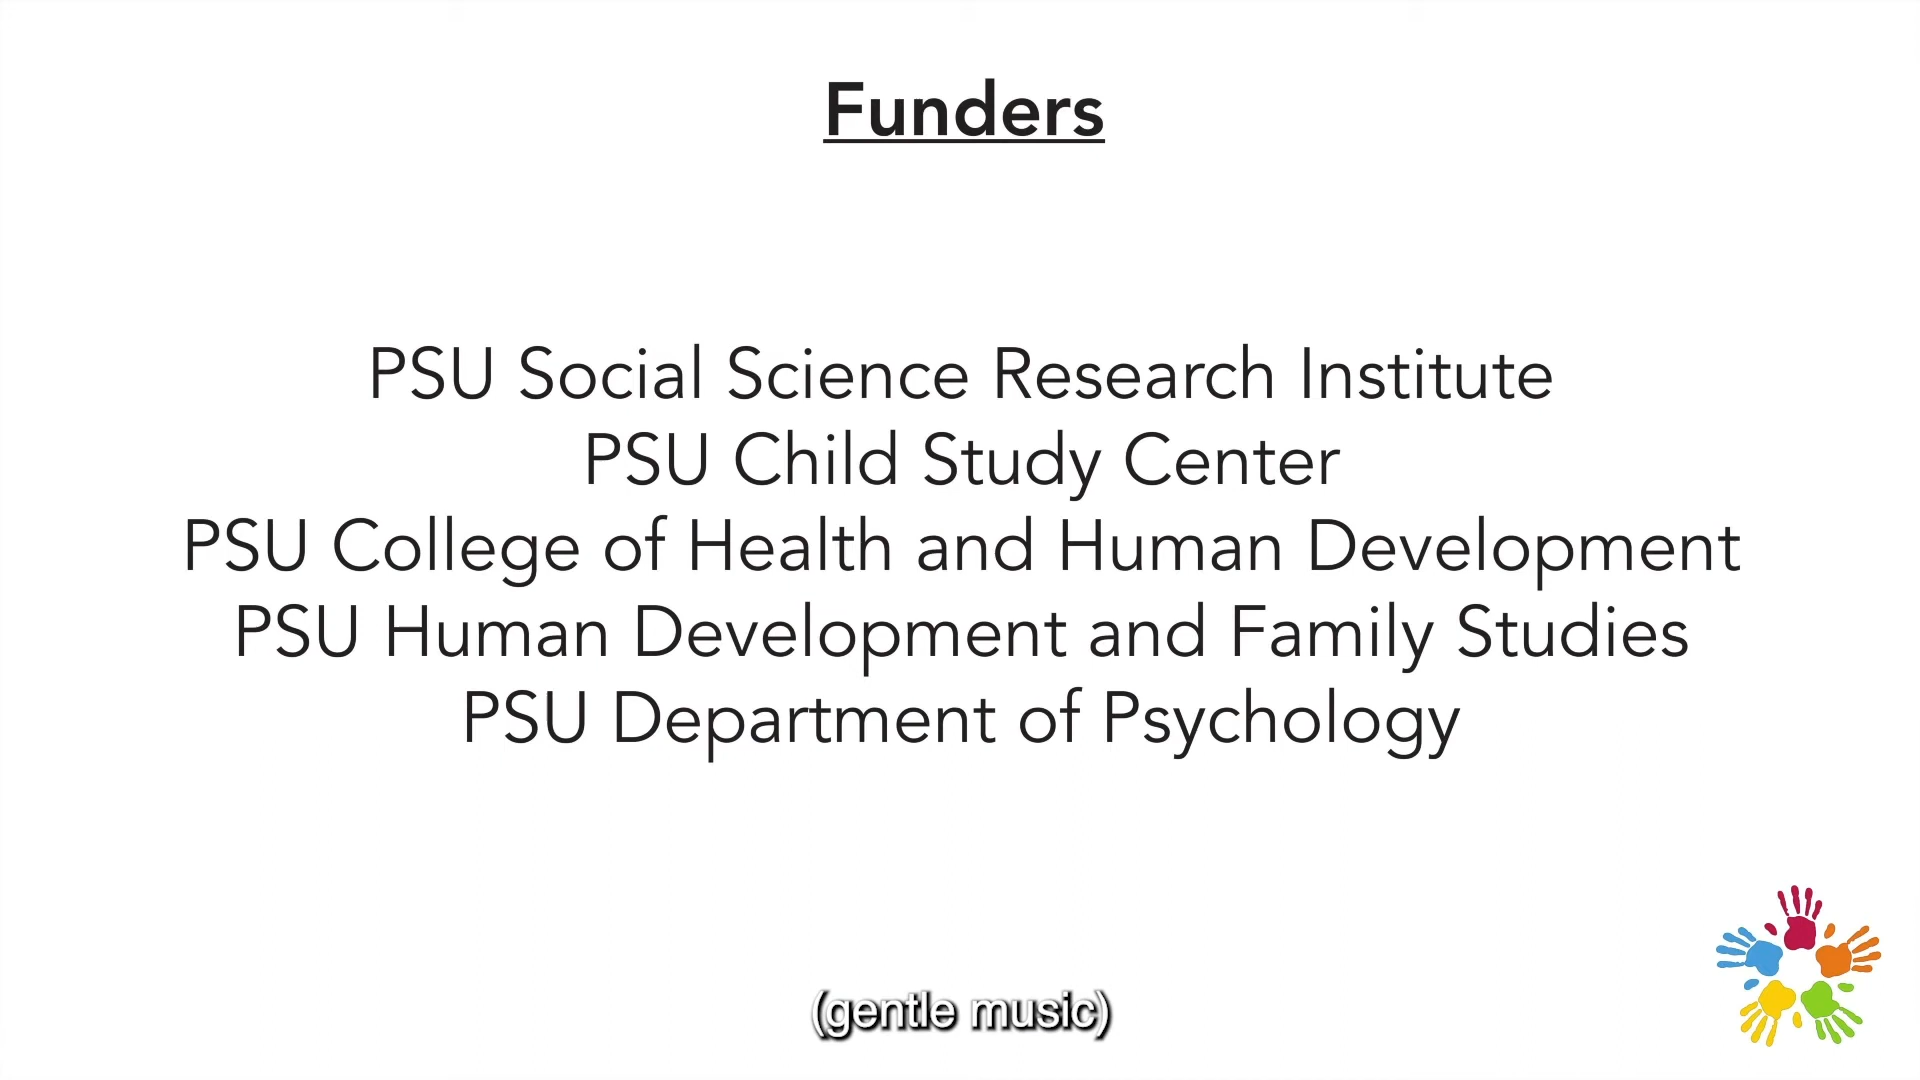 Funders
PSU Social Science Research Institute
PSU Child Study Center
PSU College of Health and Human Development
PSU Human Development and Family Studies
PSU Department of Psychology
(gentle music)